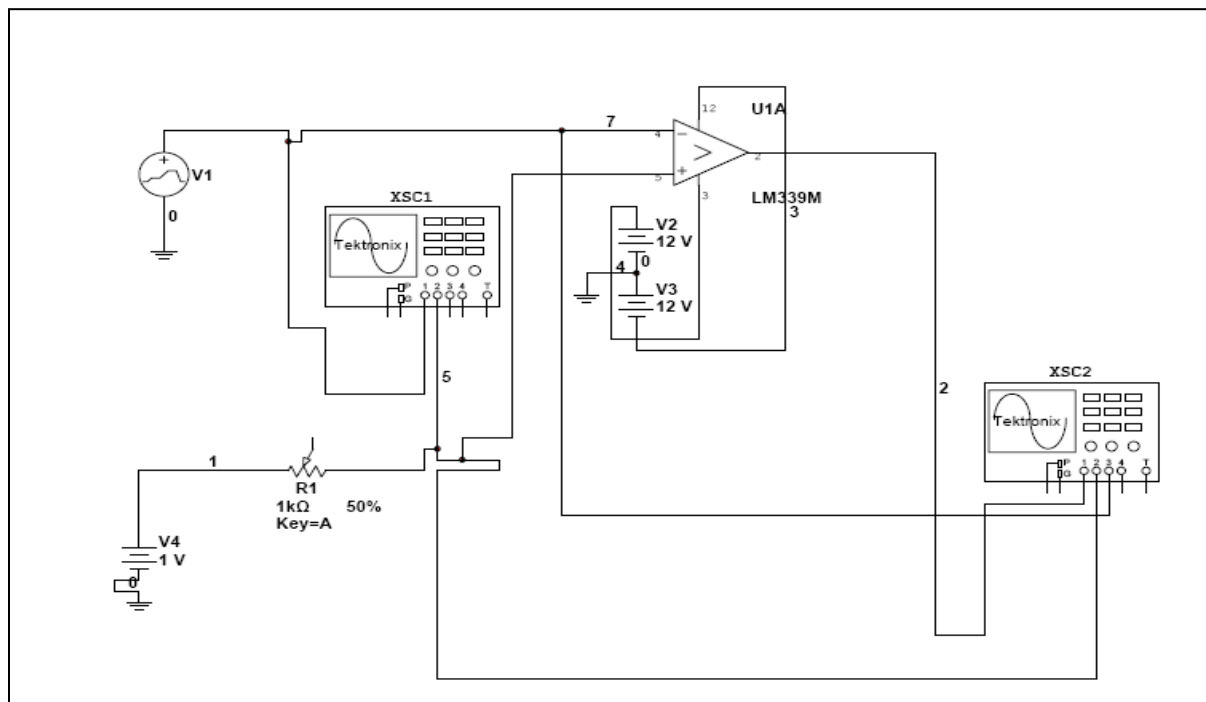 12
U1A
7
4
2
V1
5
3
LM339M
3
XSC1
0
V2
12 V
Tektronix
4
0
P
G
1 2 3 4
T
V3
12 V
5
XSC2
2
Tektronix
1
P
G
1 2 3 4
T
R1
1kΩ 50%
Key=A
V4
1 V
0